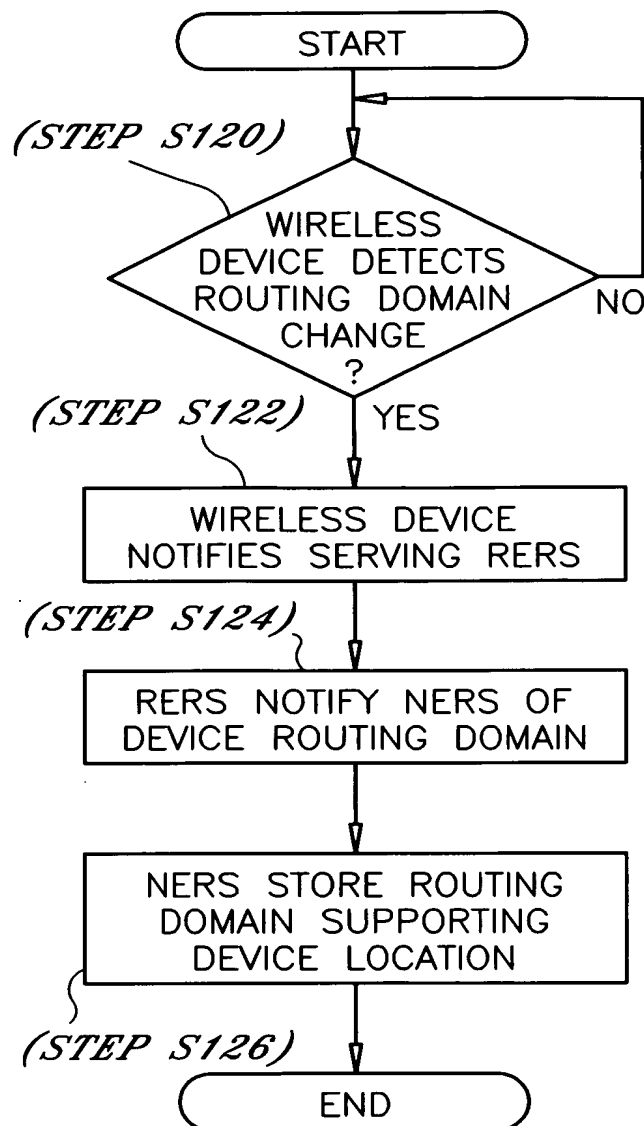 START
(STEP S120)
WIRELESS
DEVICE DETECTS
ROUTING DOMAIN
CHANGE
?
NO
(STEP S122)
YES
WIRELESS DEVICE
NOTIFIES SERVING RERS
(STEP S124)
RERS NOTIFY NERS OF
DEVICE ROUTING DOMAIN
NERS STORE ROUTING
DOMAIN SUPPORTING
DEVICE LOCATION
(STEP S126)
END